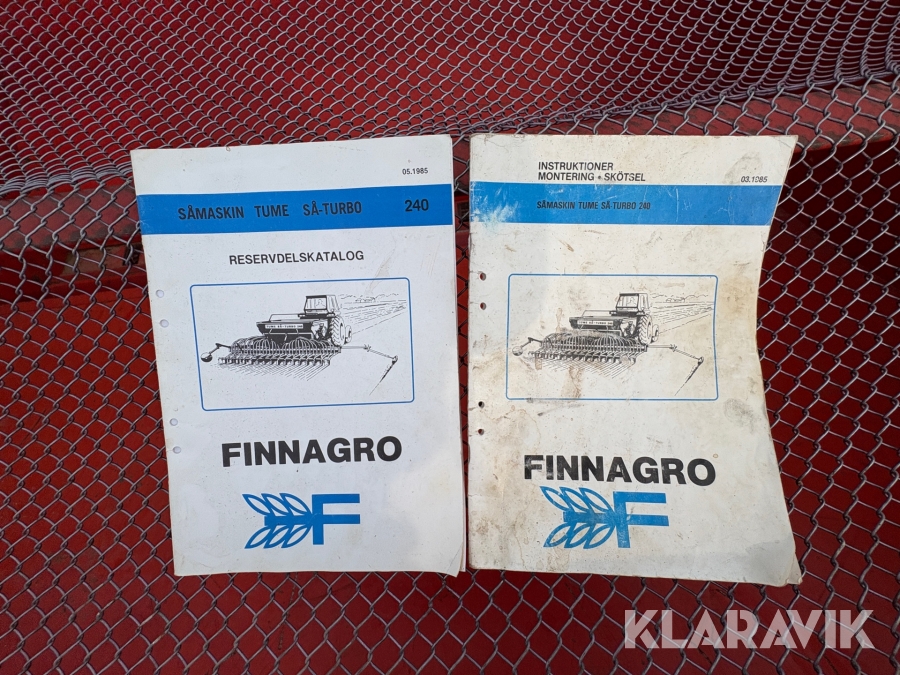 05.1985
SÅMASKIN TUME SÅ-TURBO 240
RESERVDELSKATALOG
FINNAGRO
F
INSTRUKTIONER
MONTERING • SKÖTSEL
03.1985
SÅMASKIN TUME SÅ-TURBO 240
FINNAGRO
F
KLARAVIK